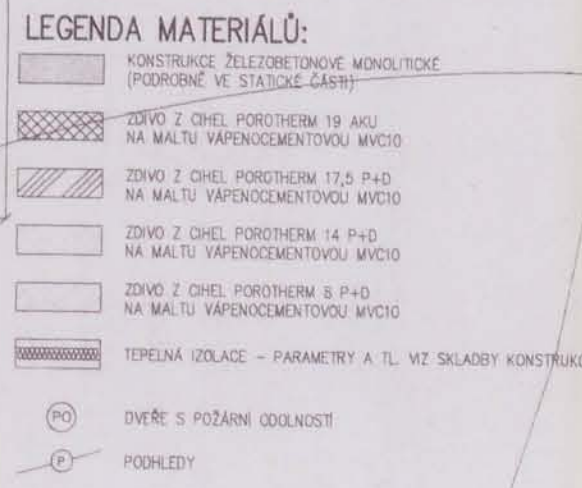 LEGENDA MATERIÁLŮ:
KONSTRUKCE ŽELEZOBETONOVÉ MONOLITICKÉ
(PODROBNĚ VE STATICKÉ ČÁSTI)
ZDIVO Z CIHEL POROTHERM 19 AKU
NA MALTU VÁPENOCEMENTOVOU MVC10
ZDIVO Z CIHEL POROTHERM 17,5 P+D
NA MALTU VÁPENOCEMENTOVOU MVC10
ZDIVO Z CIHEL POROTHERM 14 P+D
NA MALTU VÁPENOCEMENTOVOU MVC10
ZDIVO Z CIHEL POROTHERM 8 P+D
NA MALTU VÁPENOCEMENTOVOU MVC10
TEPELNÁ IZOLACE – PARAMETRY A TL. VIZ SKLADBY KONSTRUKC
PO DVEŘE S POŽÁRNÍ ODOLNOSTÍ
P PODHLEDY